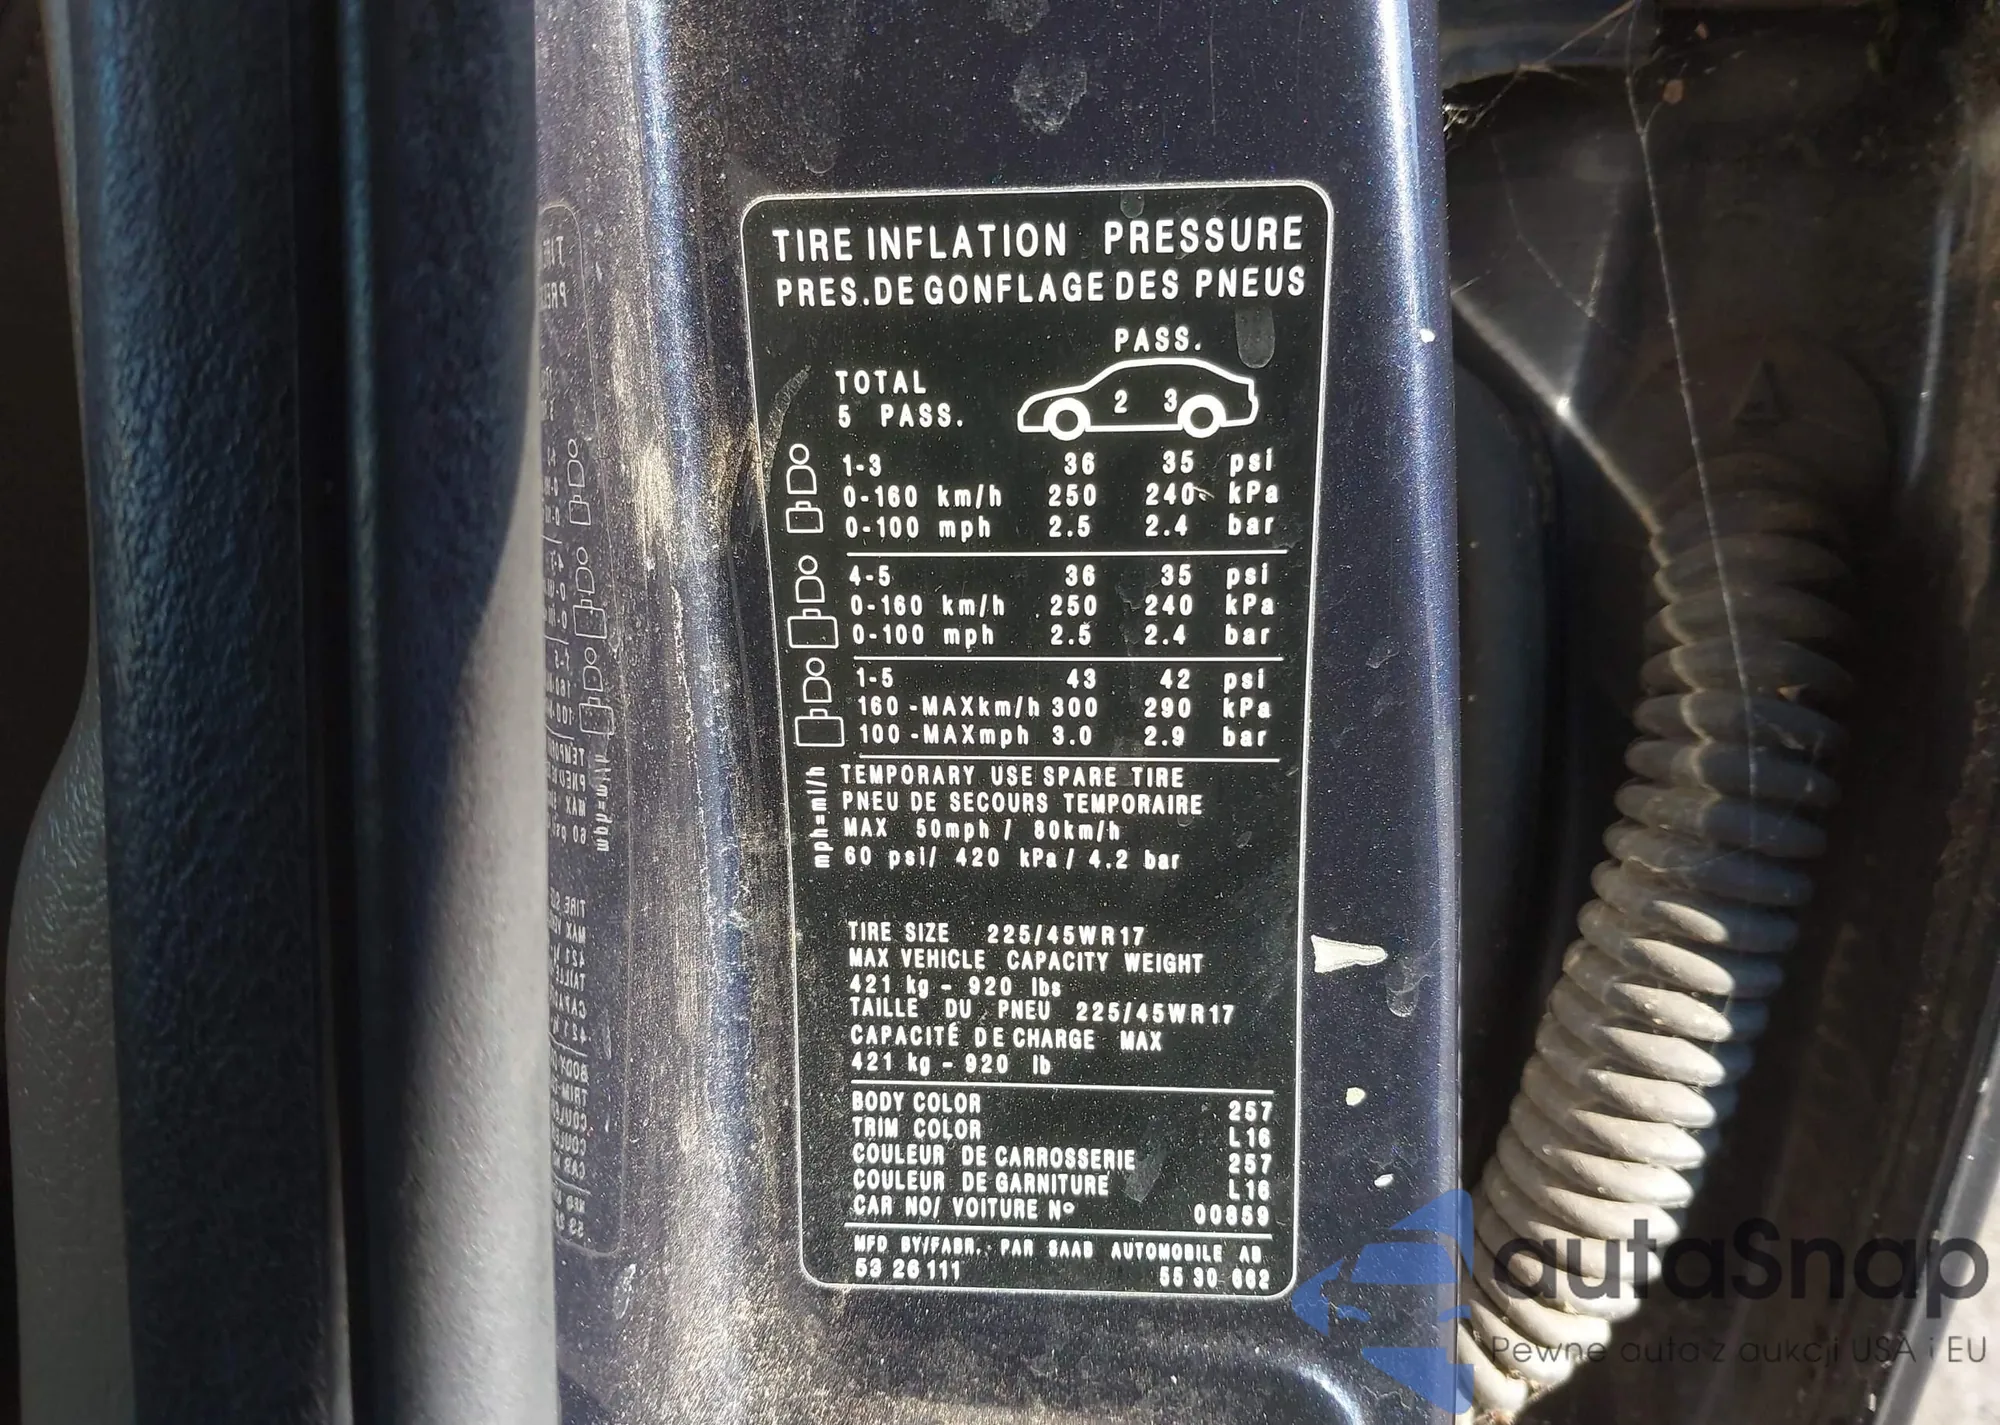 TIRE INFLATION PRESSURE
PRES.DE GONFLAGE DES PNEUS
PASS.
TOTAL
5 PASS.
2 3
1-3 36 35 psi
0-160 km/h 250 240 kPa
0-100 mph 2.5 2.4 bar
4-5 36 35 psi
0-160 km/h 250 240 kPa
0-100 mph 2.5 2.4 bar
1-5 43 42 psi
160 -MAXkm/h 300 290 kPa
100 -MAXmph 3.0 2.9 bar
mph=mi/h
TEMPORARY USE SPARE TIRE
PNEU DE SECOURS TEMPORAIRE
MAX 50mph / 80km/h
60 psi/ 420 kPa / 4.2 bar
TIRE SIZE 225/45WR17
MAX VEHICLE CAPACITY WEIGHT
421 kg - 920 lbs
TAILLE DU PNEU 225/45WR17
CAPACITÉ DE CHARGE MAX
421 kg - 920 lb
BODY COLOR 257
TRIM COLOR L16
COULEUR DE CARROSSERIE 257
COULEUR DE GARNITURE L16
CAR NO/ VOITURE Nº 00859
MFD BY/FABR. PAR SAAB AUTOMOBILE AB
53 26 111 55 30 662
autoSnap
Pewne auta z aukcji USA i EU